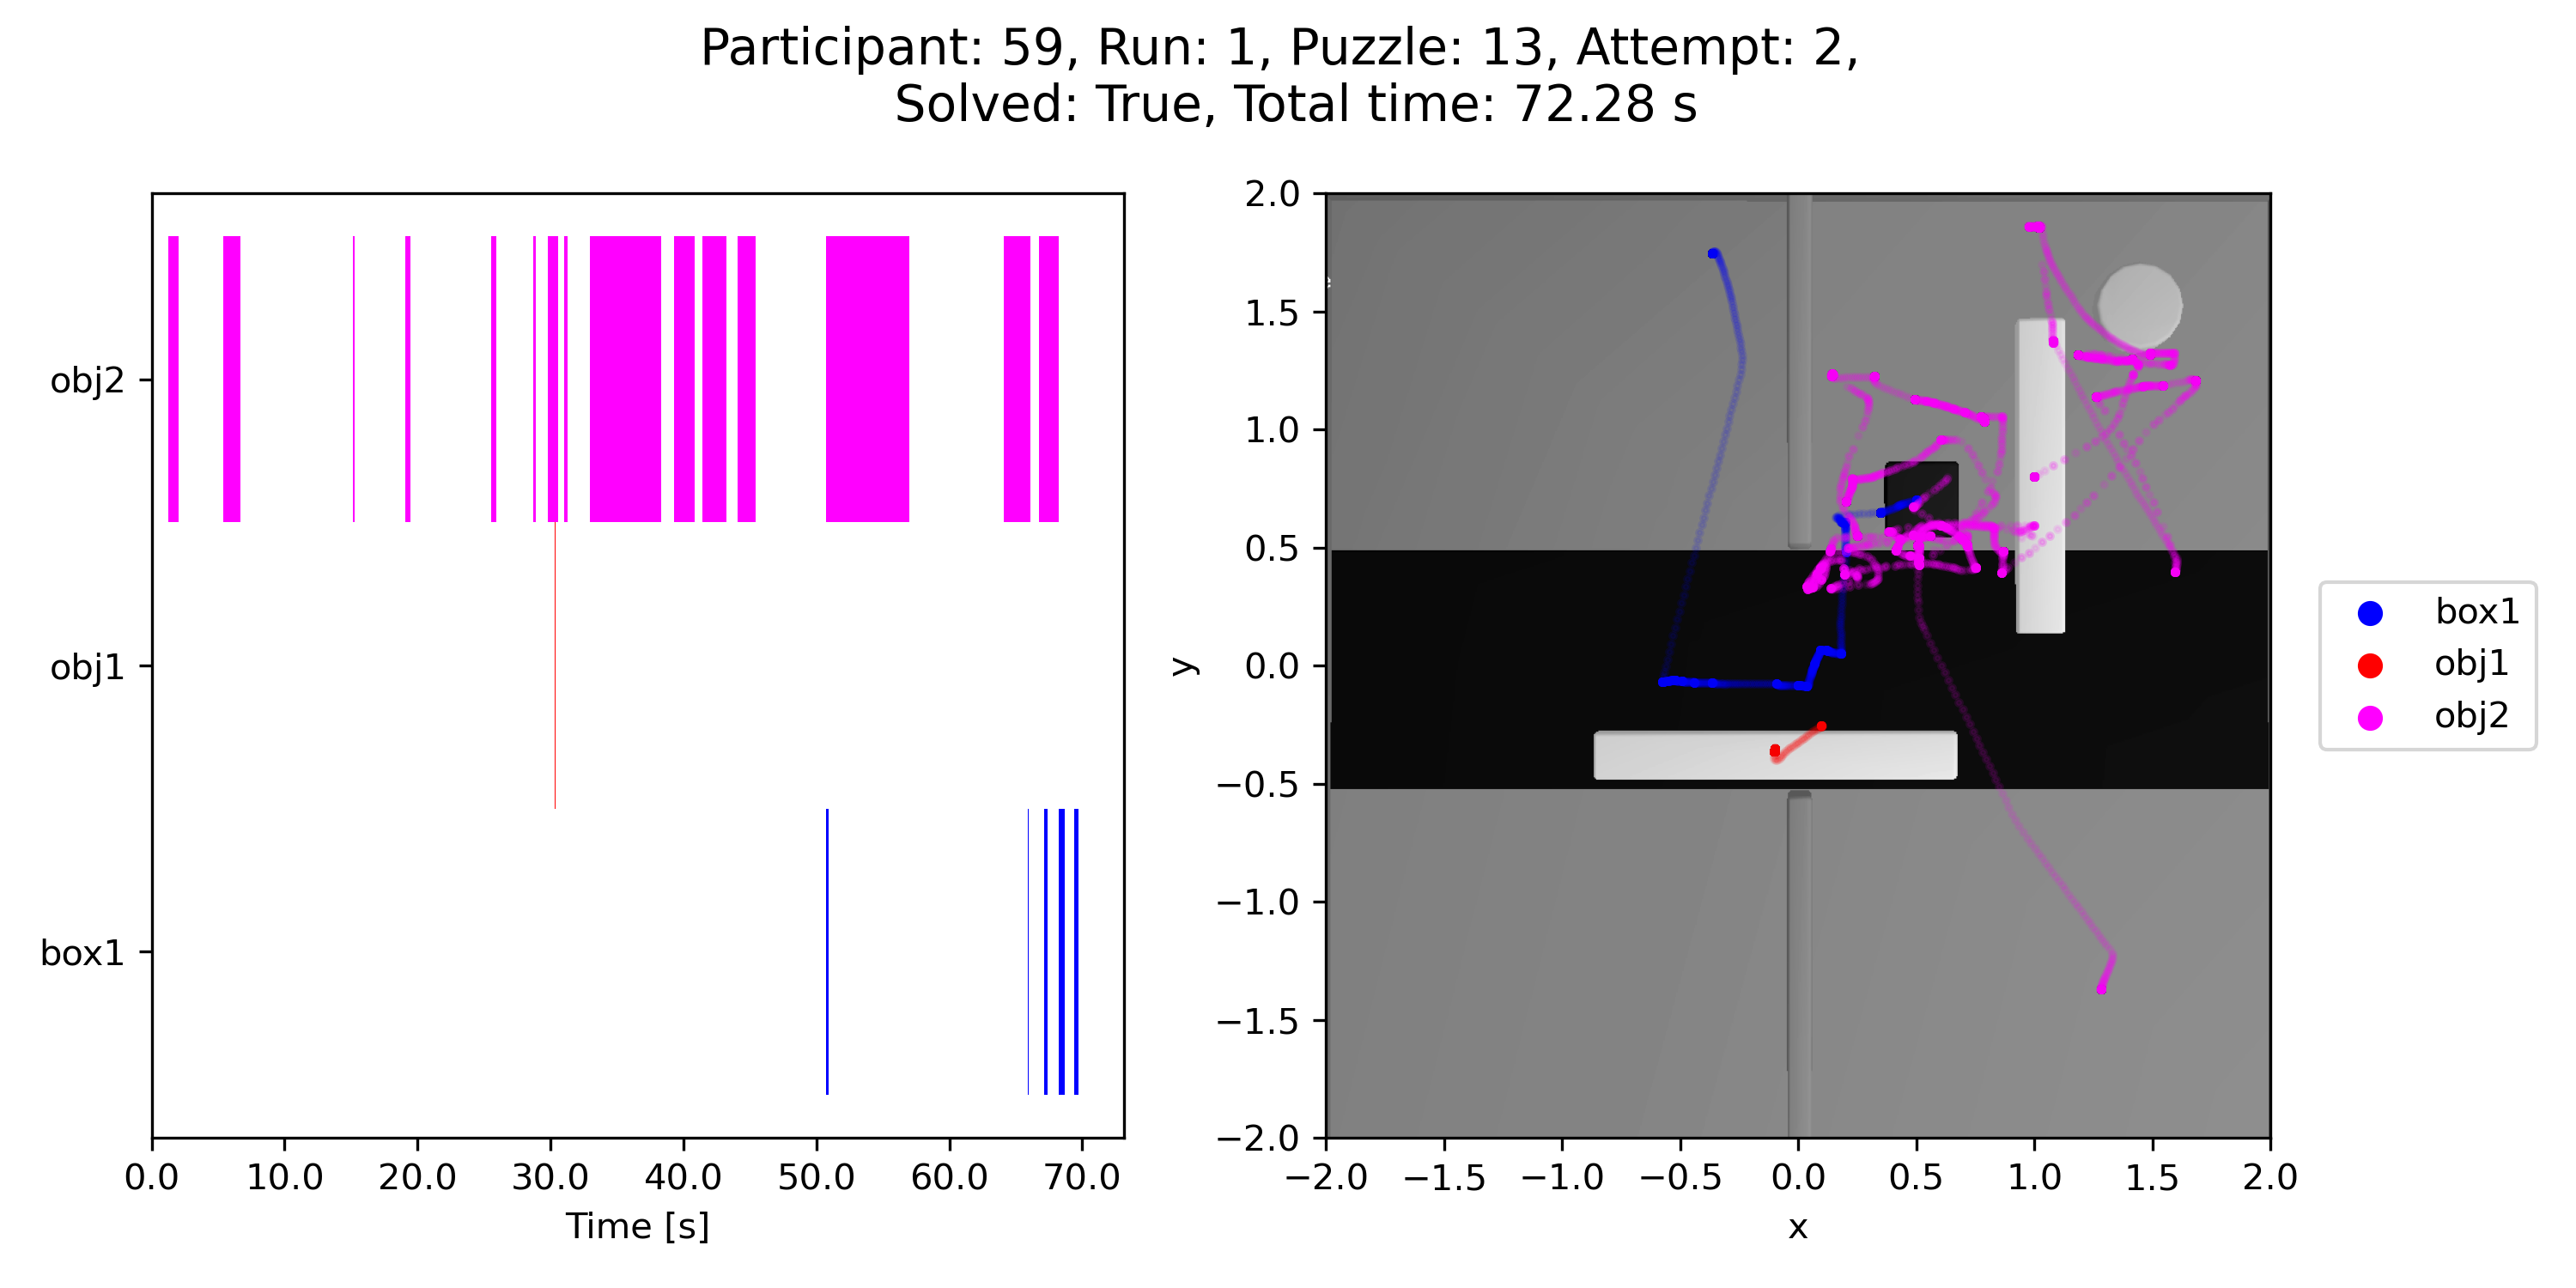 Participant: 59, Run: 1, Puzzle: 13, Attempt: 2,
Solved: True, Total time: 72.28 s
obj2
obj1
box1
0.0 10.0 20.0 30.0 40.0 50.0 60.0 70.0
Time [s]
2.0
1.5
1.0
0.5
0.0
−0.5
−1.0
−1.5
−2.0
y
−2.0 −1.5 −1.0 −0.5 0.0 0.5 1.0 1.5 2.0
x
box1
obj1
obj2